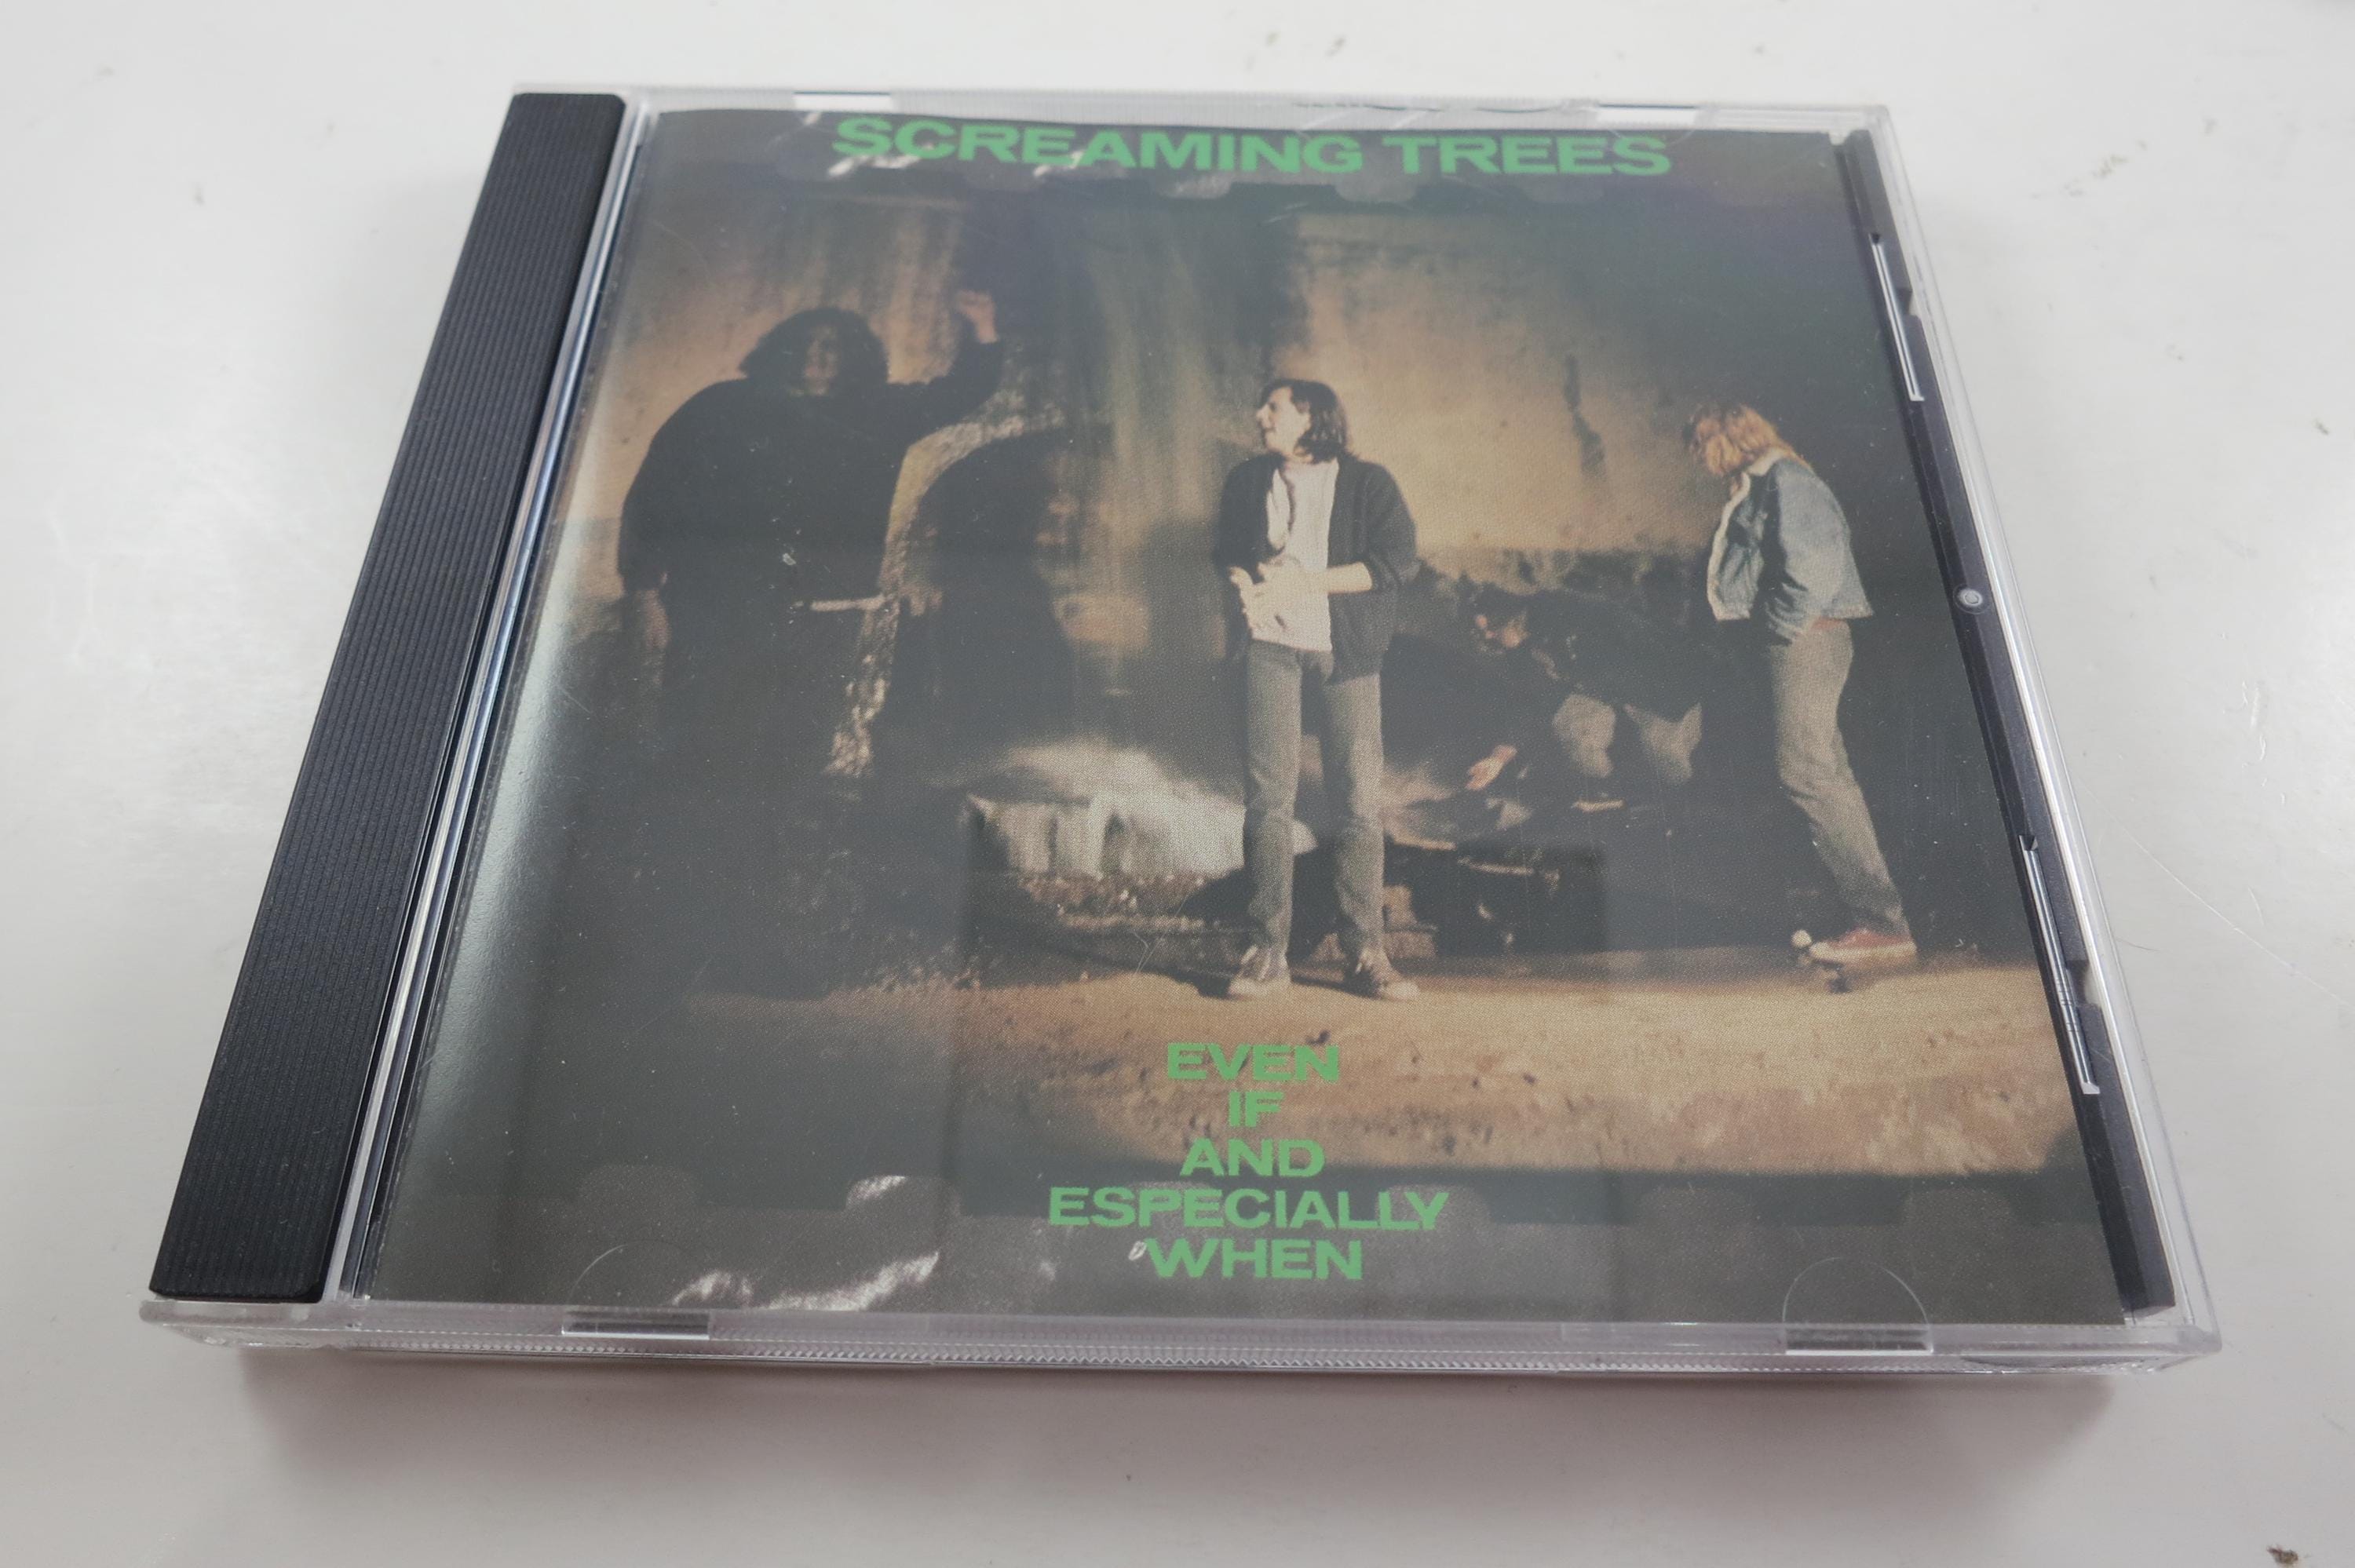 SCREAMING TREES
EVEN
IF
AND
ESPECIALLY
WHEN